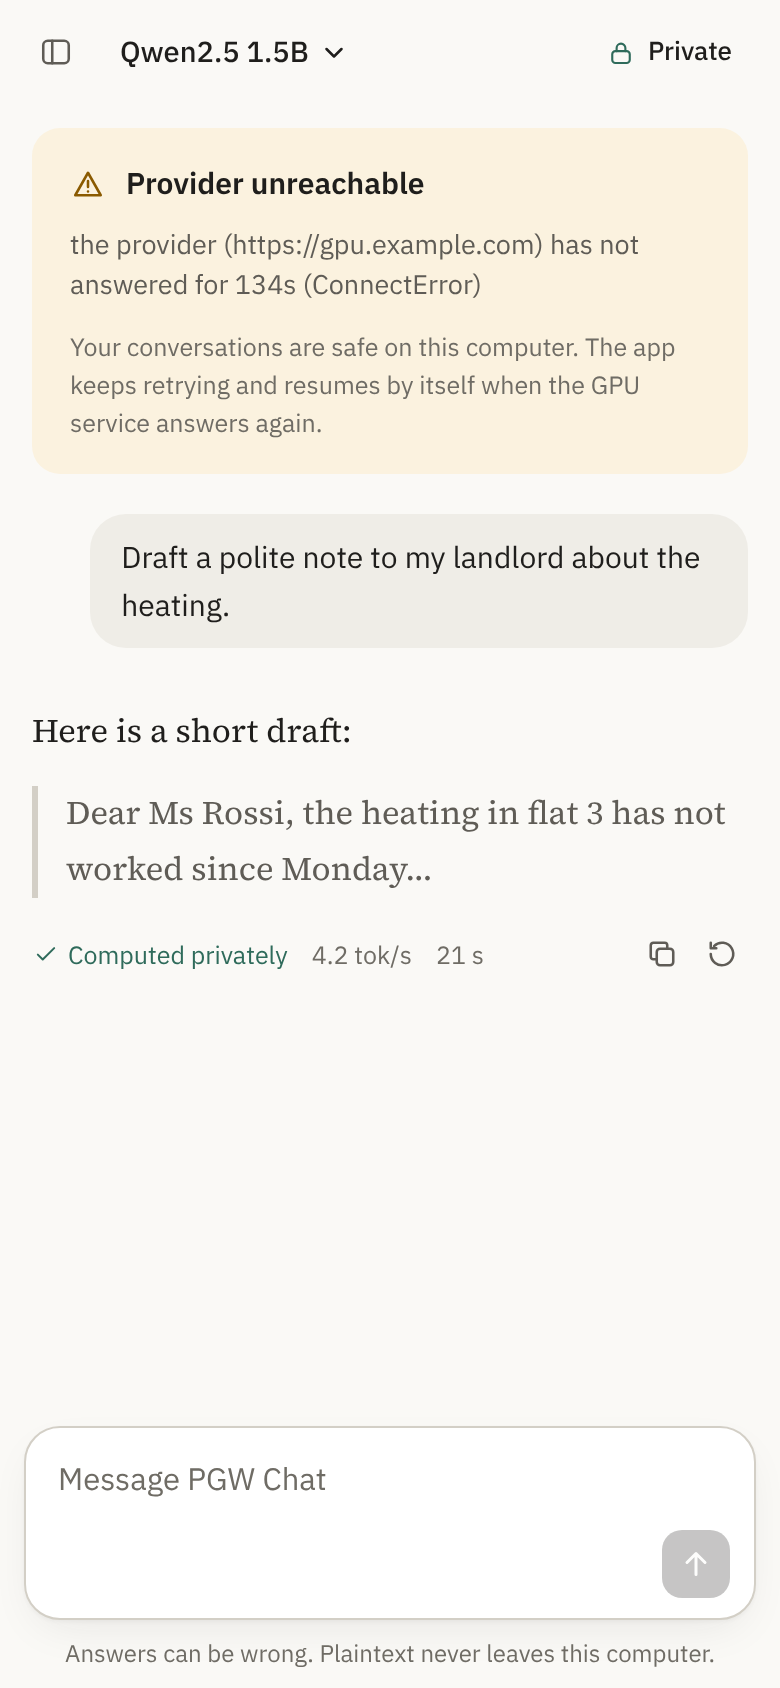 Qwen2.5 1.5B
Private
Provider unreachable
the provider (https://gpu.example.com) has not
answered for 134s (ConnectError)
Your conversations are safe on this computer. The app
keeps retrying and resumes by itself when the GPU
service answers again.
Draft a polite note to my landlord about the
heating.
Here is a short draft:
Dear Ms Rossi, the heating in flat 3 has not
worked since Monday...
Computed privately 4.2 tok/s 21 s
Message PGW Chat
Answers can be wrong. Plaintext never leaves this computer.